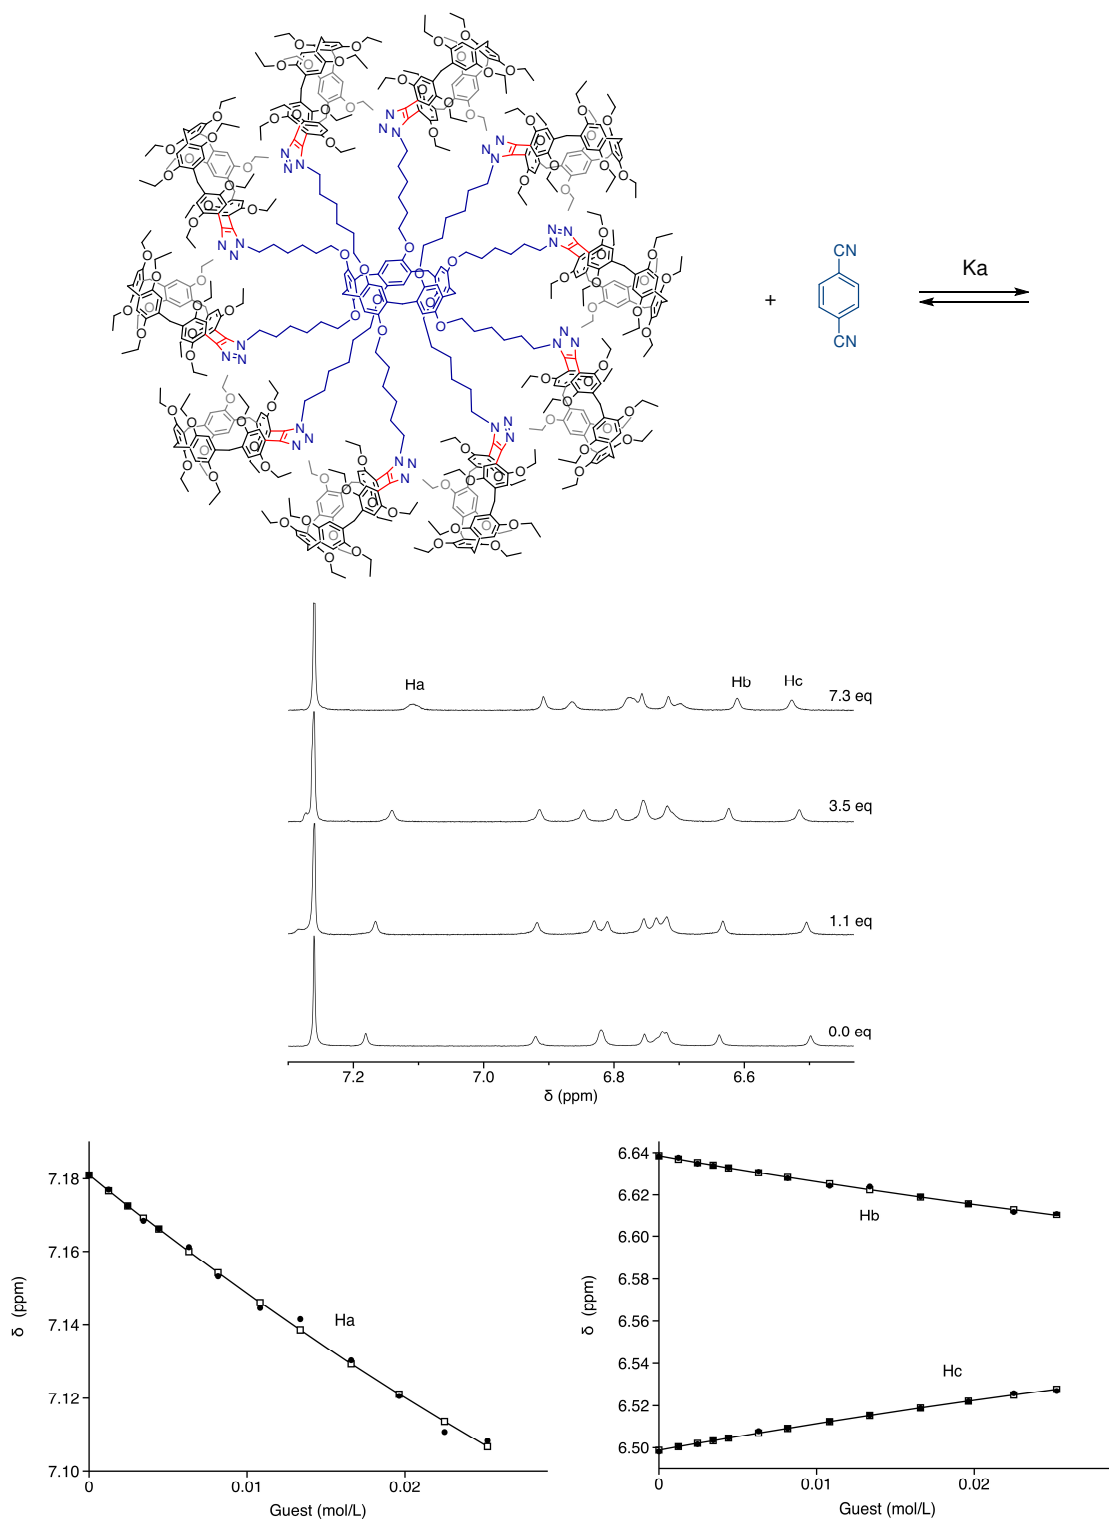 CN
+
CN
Ka
Ha
Hb
Hc
7.3 eq
3.5 eq
1.1 eq
0.0 eq
7.2
7.0
6.8
6.6
δ (ppm)
7.18
7.16
7.14
7.12
7.10
δ (ppm)
Ha
0
0.01
0.02
Guest (mol/L)
6.64
6.62
6.60
6.58
6.56
6.54
6.52
6.50
δ (ppm)
Hb
Hc
0
0.01
0.02
Guest (mol/L)